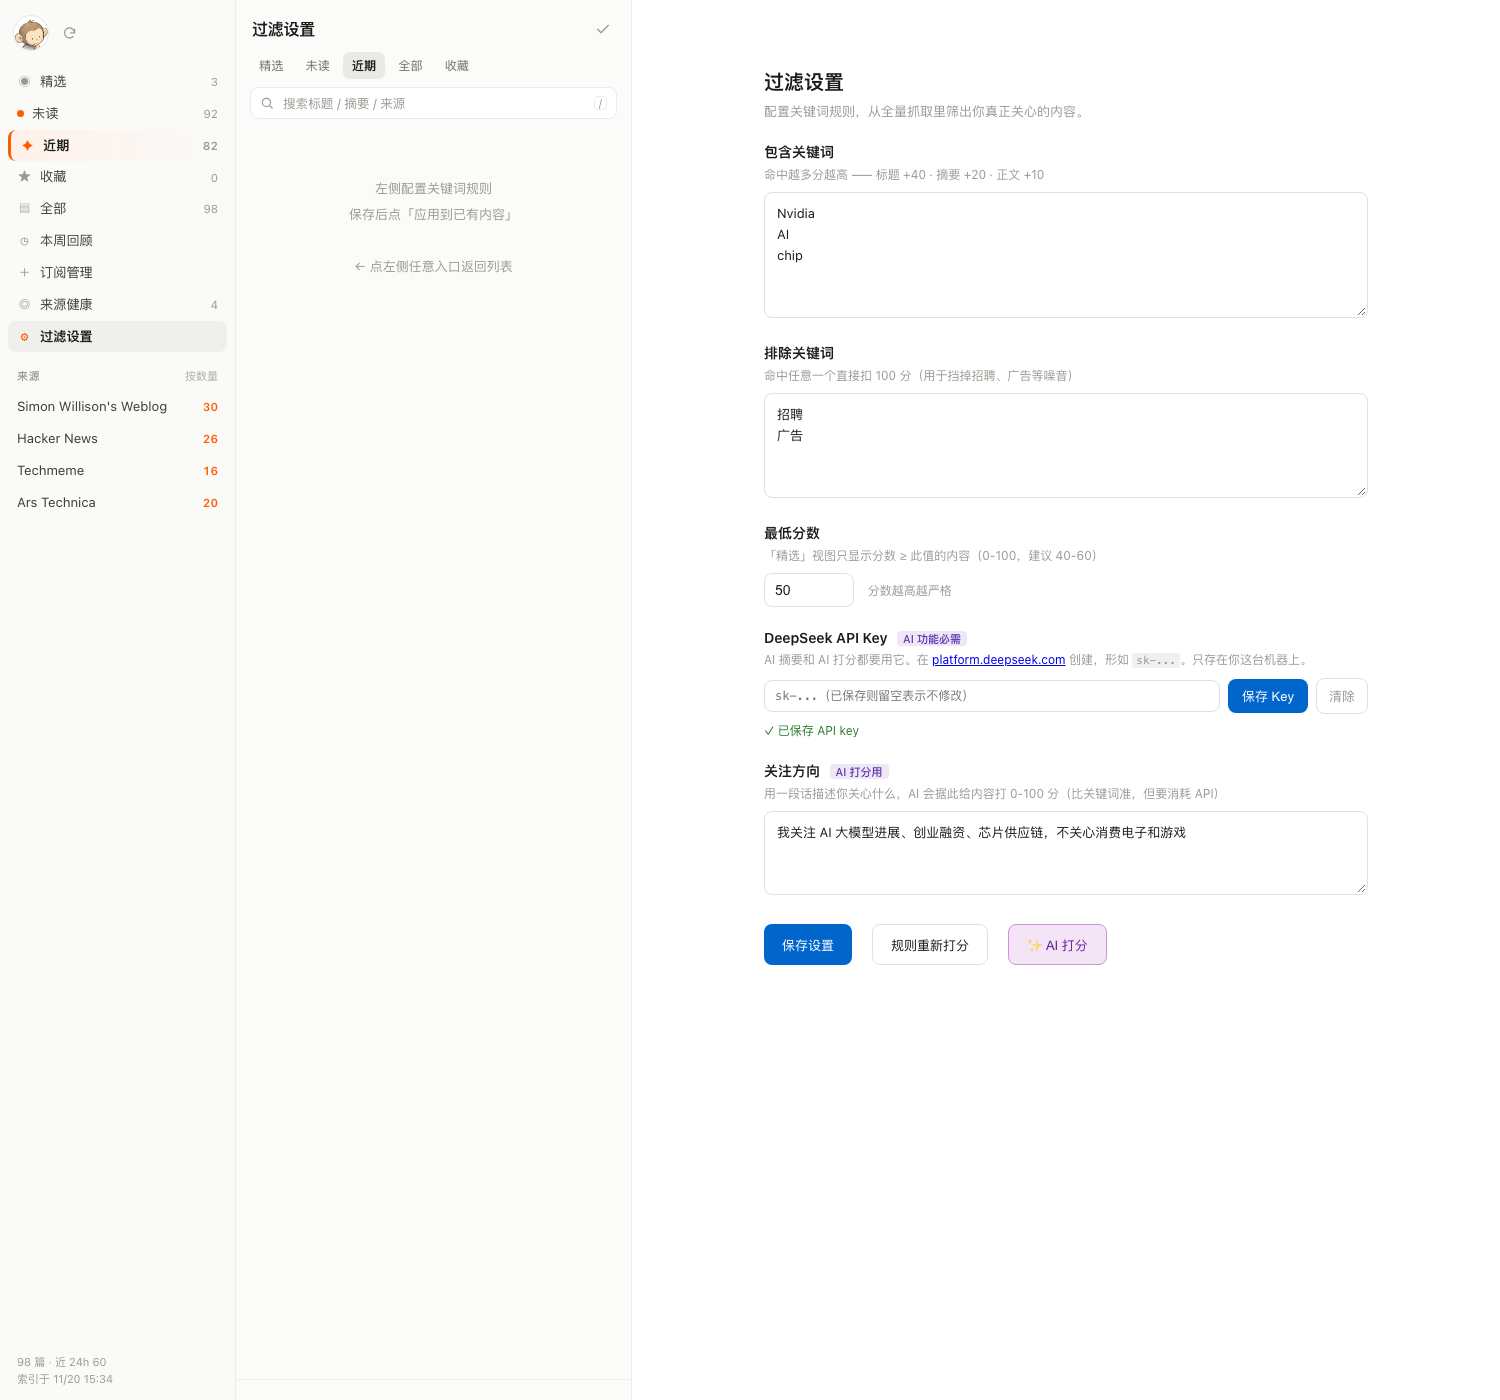 精选 3
未读 92
近期 82
收藏 0
全部 98
本周回顾
订阅管理
来源健康 4
过滤设置
来源 按数量
Simon Willison's Weblog 30
Hacker News 26
Techmeme 16
Ars Technica 20
98 篇 · 近 24h 60
索引于 11/20 15:34
过滤设置
精选 未读 近期 全部 收藏
搜索标题 / 摘要 / 来源 /
左侧配置关键词规则
保存后点「应用到已有内容」
← 点左侧任意入口返回列表
过滤设置
配置关键词规则，从全量抓取里筛出你真正关心的内容。
包含关键词
命中越多分越高 —— 标题 +40 · 摘要 +20 · 正文 +10
Nvidia
AI
chip
排除关键词
命中任意一个直接扣 100 分（用于挡掉招聘、广告等噪音）
招聘
广告
最低分数
「精选」视图只显示分数 ≥ 此值的内容（0-100，建议 40-60）
50 分数越高越严格
DeepSeek API Key AI 功能必需
AI 摘要和 AI 打分都要用它。在 platform.deepseek.com 创建，形如 sk-... 。只存在你这台机器上。
sk-... （已保存则留空表示不修改） 保存 Key 清除
✓ 已保存 API key
关注方向 AI 打分用
用一段话描述你关心什么，AI 会据此给内容打 0-100 分（比关键词准，但要消耗 API）
我关注 AI 大模型进展、创业融资、芯片供应链，不关心消费电子和游戏
保存设置 规则重新打分 ✨ AI 打分